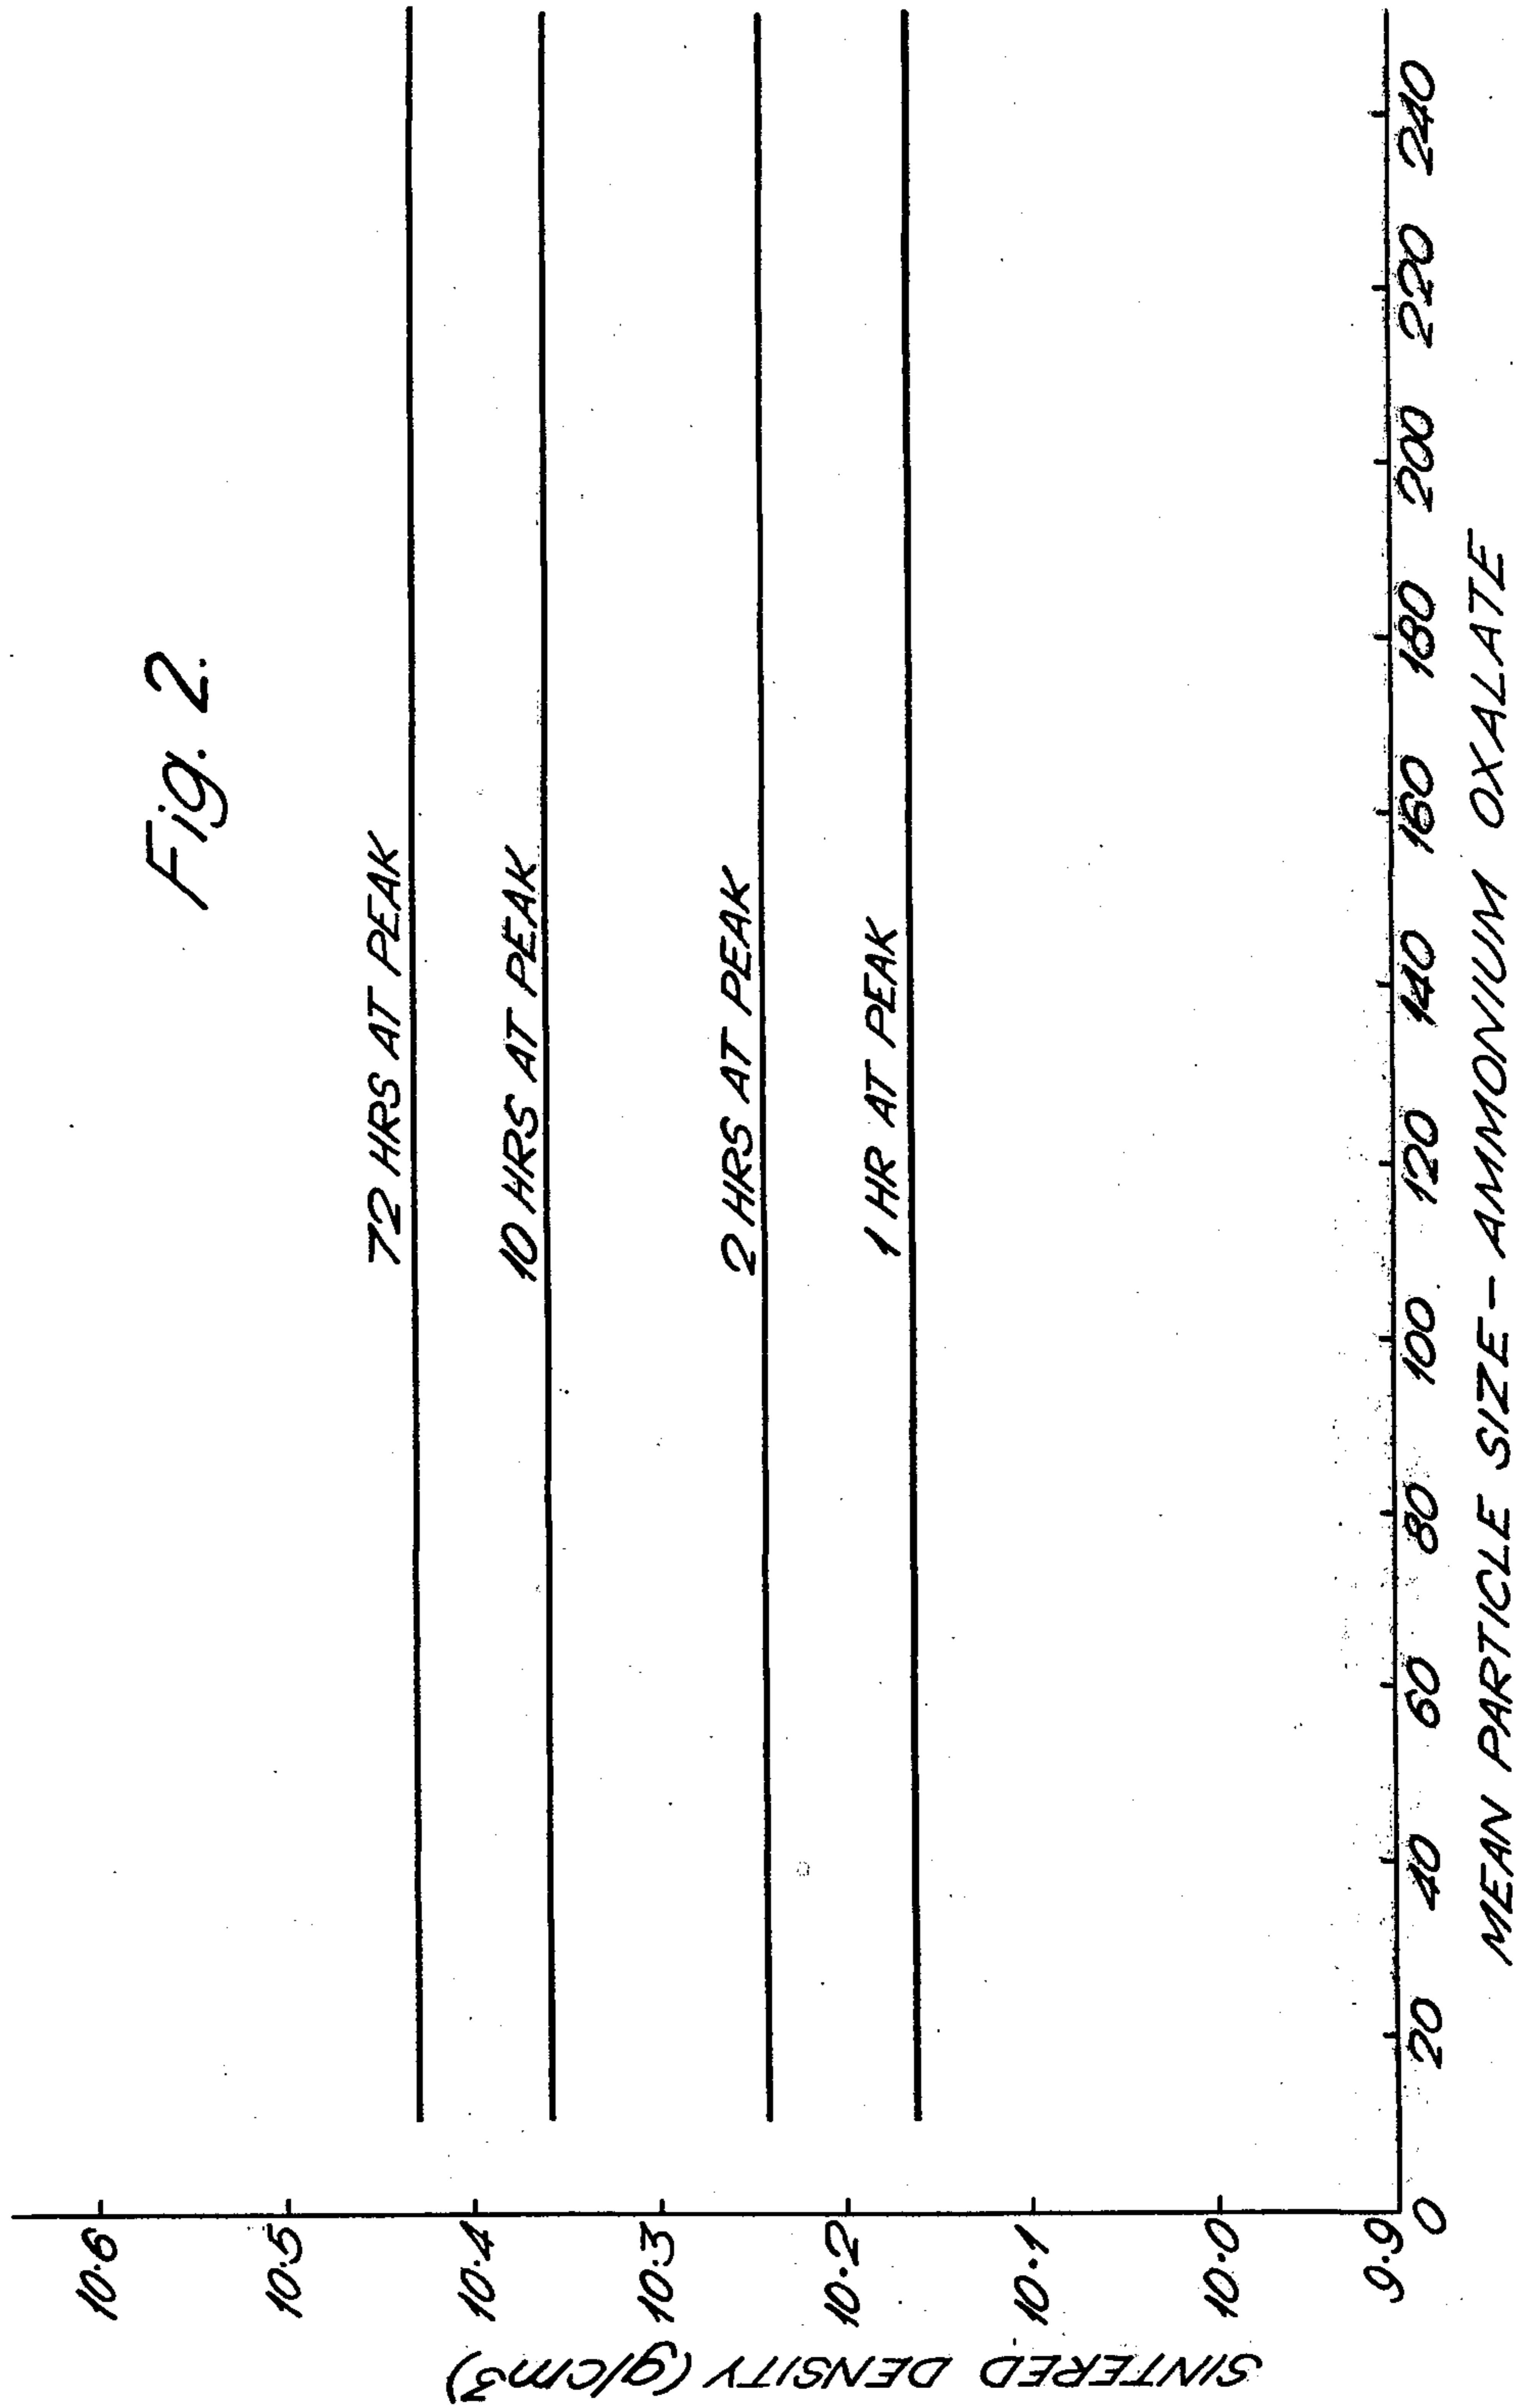 Fig. 2.
72 HRS AT PEAK
10 HRS AT PEAK
2 HRS AT PEAK
1 HR AT PEAK
SINTERED DENSITY (g/cm3)
10·6
10·5
10·4
10·3
10·2
10·1
10·0
9·9
0 20 40 60 80 100 120 140 160 180 200 220 240
MEAN PARTICLE SIZE - AMMONIUM OXALATE